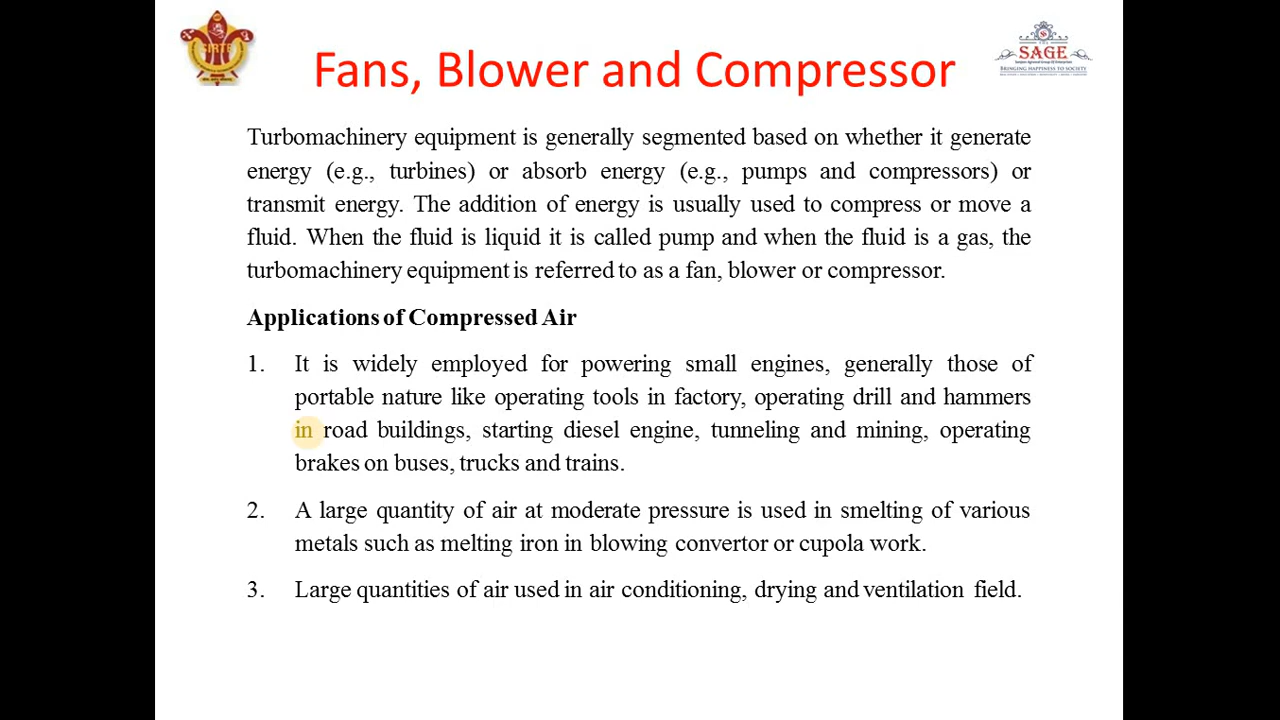 SIRTE
SAGE
BRINGING HAPPINESS TO SOCIETY
Fans, Blower and Compressor
Turbomachinery equipment is generally segmented based on whether it generate
energy (e.g., turbines) or absorb energy (e.g., pumps and compressors) or
transmit energy. The addition of energy is usually used to compress or move a
fluid. When the fluid is liquid it is called pump and when the fluid is a gas, the
turbomachinery equipment is referred to as a fan, blower or compressor.
Applications of Compressed Air
1. It is widely employed for powering small engines, generally those of
portable nature like operating tools in factory, operating drill and hammers
in road buildings, starting diesel engine, tunneling and mining, operating
brakes on buses, trucks and trains.
2. A large quantity of air at moderate pressure is used in smelting of various
metals such as melting iron in blowing convertor or cupola work.
3. Large quantities of air used in air conditioning, drying and ventilation field.